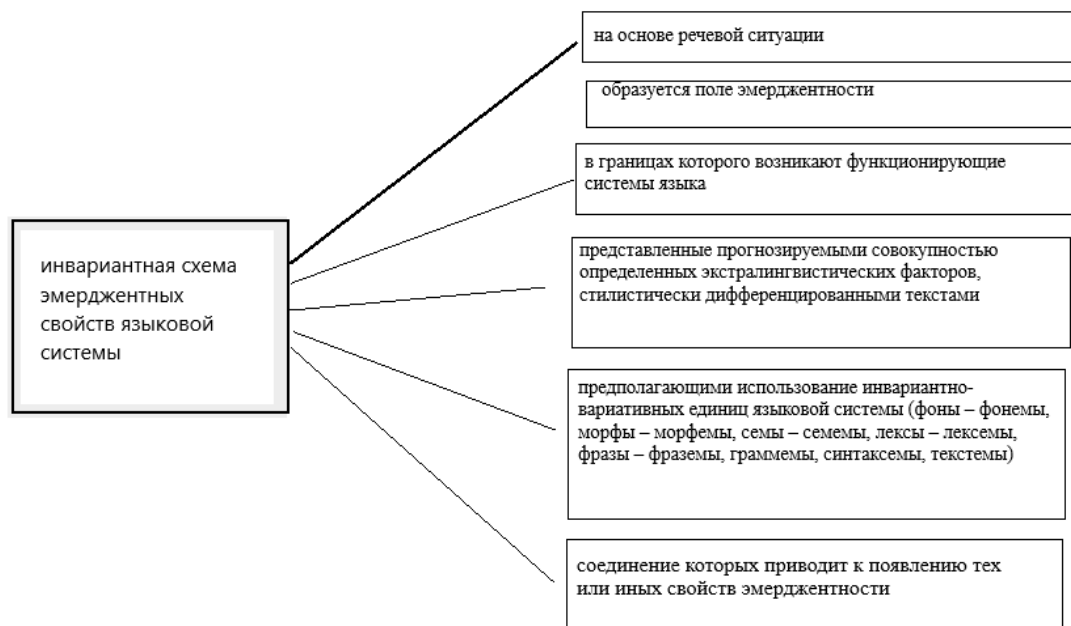 инвариантная схема
эмерджентных
свойств языковой
системы
на основе речевой ситуации
образуется поле эмерджентности
в границах которого возникают функционирующие
системы языка
представленные прогнозируемыми совокупностью
определенных экстралингвистических факторов,
стилистически дифференцированными текстами
предполагающими использование инвариантно-
вариативных единиц языковой системы (фоны – фонемы,
морфы – морфемы, семы – семемы, лексы – лексемы,
фразы – фраземы, граммемы, синтаксемы, текстемы)
соединение которых приводит к появлению тех
или иных свойств эмерджентности